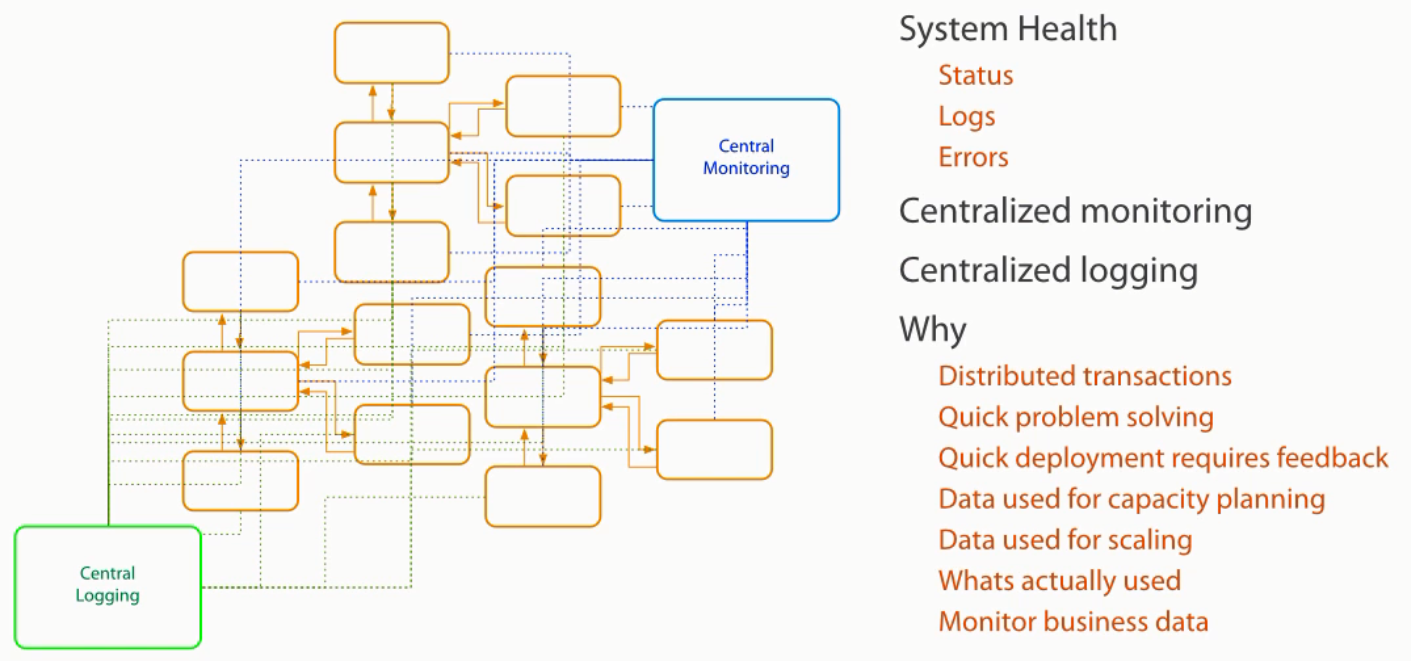 Central
Monitoring
Central
Logging
System Health
Status
Logs
Errors
Centralized monitoring
Centralized logging
Why
Distributed transactions
Quick problem solving
Quick deployment requires feedback
Data used for capacity planning
Data used for scaling
Whats actually used
Monitor business data